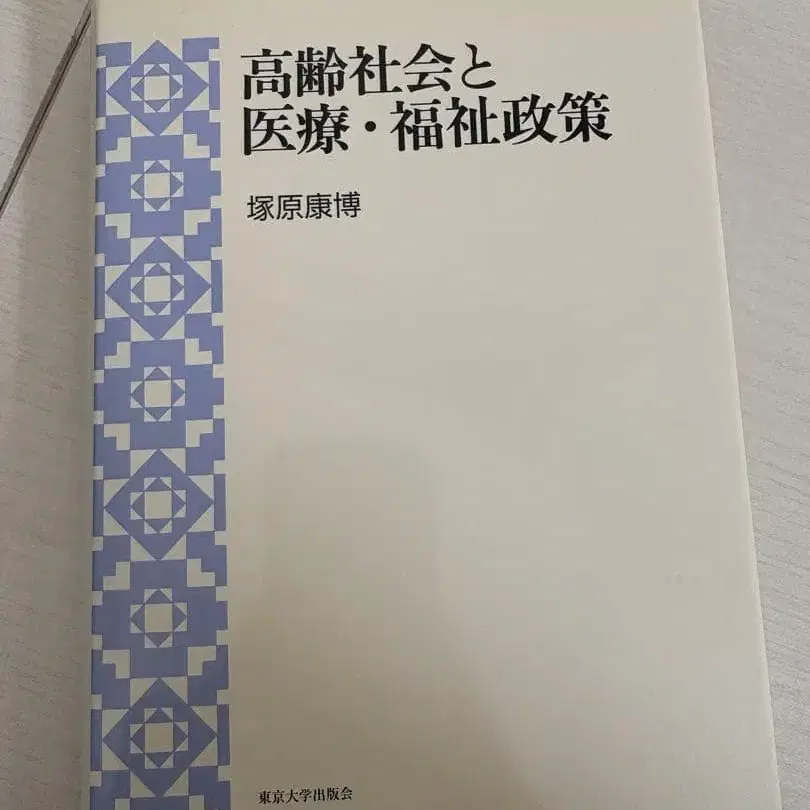 高齢社会と
医療・福祉政策
塚原康博
東京大学出版会